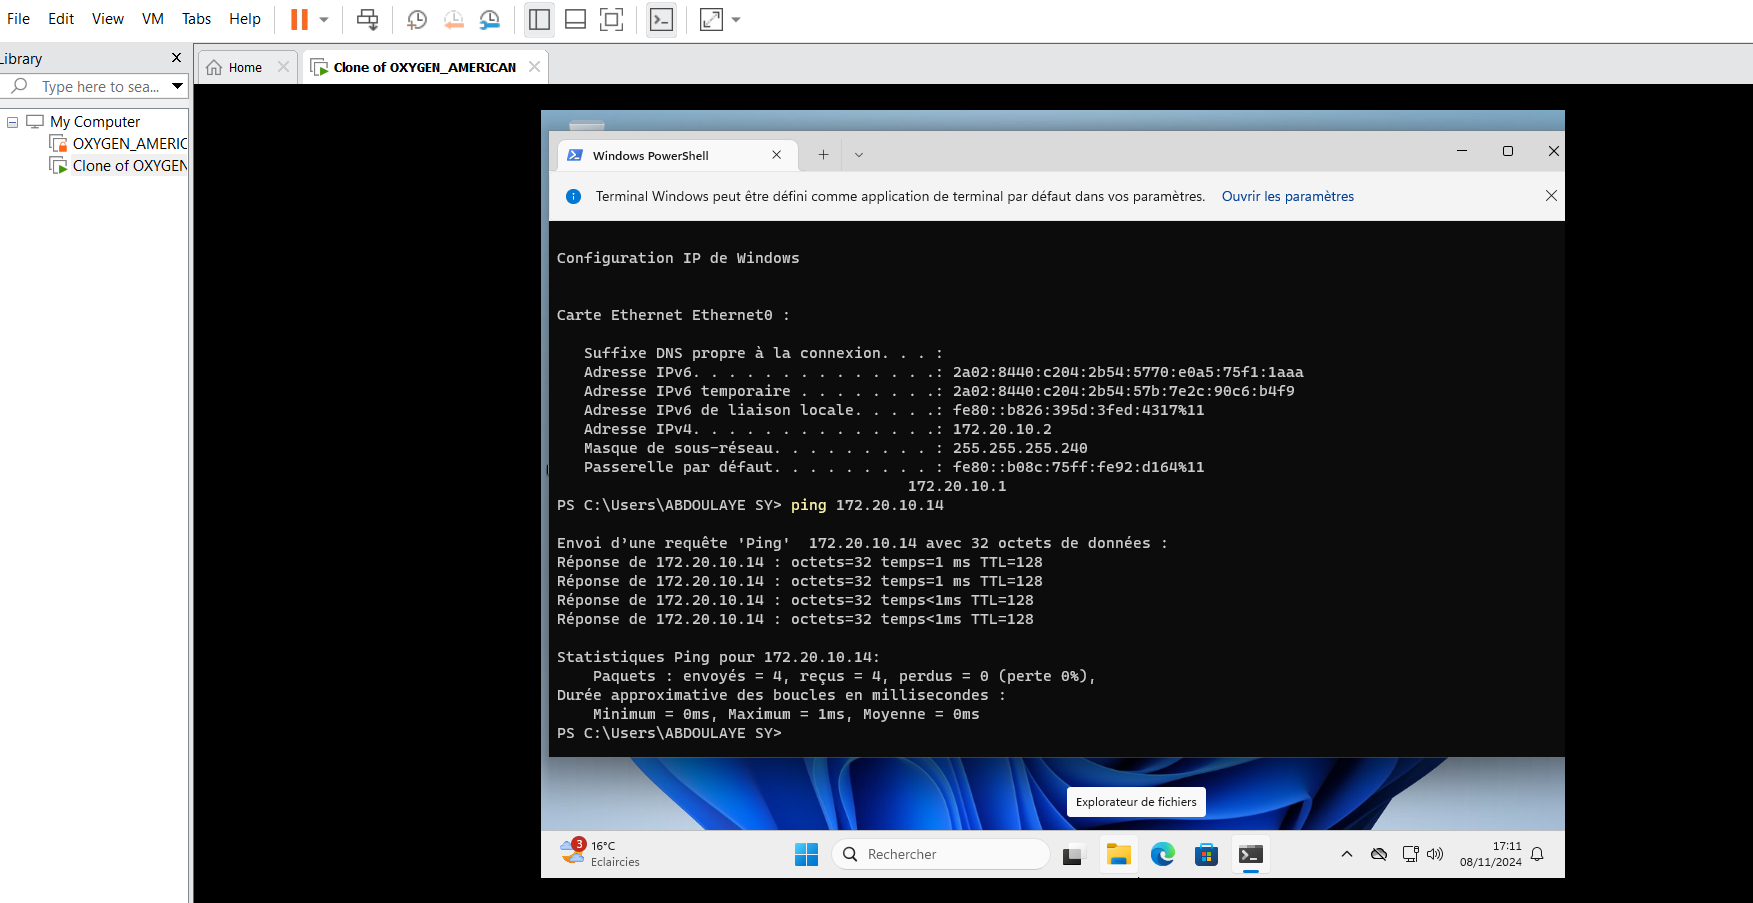 File Edit View VM Tabs Help
Library
Type here to sea...
My Computer
OXYGEN_AMERIC
Clone of OXYGEN
Home
Clone of OXYGEN_AMERICAN
Windows PowerShell
Terminal Windows peut être défini comme application de terminal par défaut dans vos paramètres. Ouvrir les paramètres
Configuration IP de Windows
Carte Ethernet Ethernet0 :
Suffixe DNS propre à la connexion. . . :
Adresse IPv6. . . . . . . . . . . . . .: 2a02:8440:c204:2b54:5770:e0a5:75f1:1aaa
Adresse IPv6 temporaire . . . . . . . .: 2a02:8440:c204:2b54:57b:7e2c:90c6:b4f9
Adresse IPv6 de liaison locale. . . . .: fe80::b826:395d:3fed:4317%11
Adresse IPv4. . . . . . . . . . . . . .: 172.20.10.2
Masque de sous-réseau. . . . . . . . . : 255.255.255.240
Passerelle par défaut. . . . . . . . . : fe80::b08c:75ff:fe92:d164%11
172.20.10.1
PS C:\Users\ABDOULAYE SY> ping 172.20.10.14
Envoi d’une requête 'Ping'  172.20.10.14 avec 32 octets de données :
Réponse de 172.20.10.14 : octets=32 temps=1 ms TTL=128
Réponse de 172.20.10.14 : octets=32 temps=1 ms TTL=128
Réponse de 172.20.10.14 : octets=32 temps<1ms TTL=128
Réponse de 172.20.10.14 : octets=32 temps<1ms TTL=128
Statistiques Ping pour 172.20.10.14:
Paquets : envoyés = 4, reçus = 4, perdus = 0 (perte 0%),
Durée approximative des boucles en millisecondes :
Minimum = 0ms, Maximum = 1ms, Moyenne = 0ms
PS C:\Users\ABDOULAYE SY>
Explorateur de fichiers
3
16°C
Eclaircies
Rechercher
17:11
08/11/2024